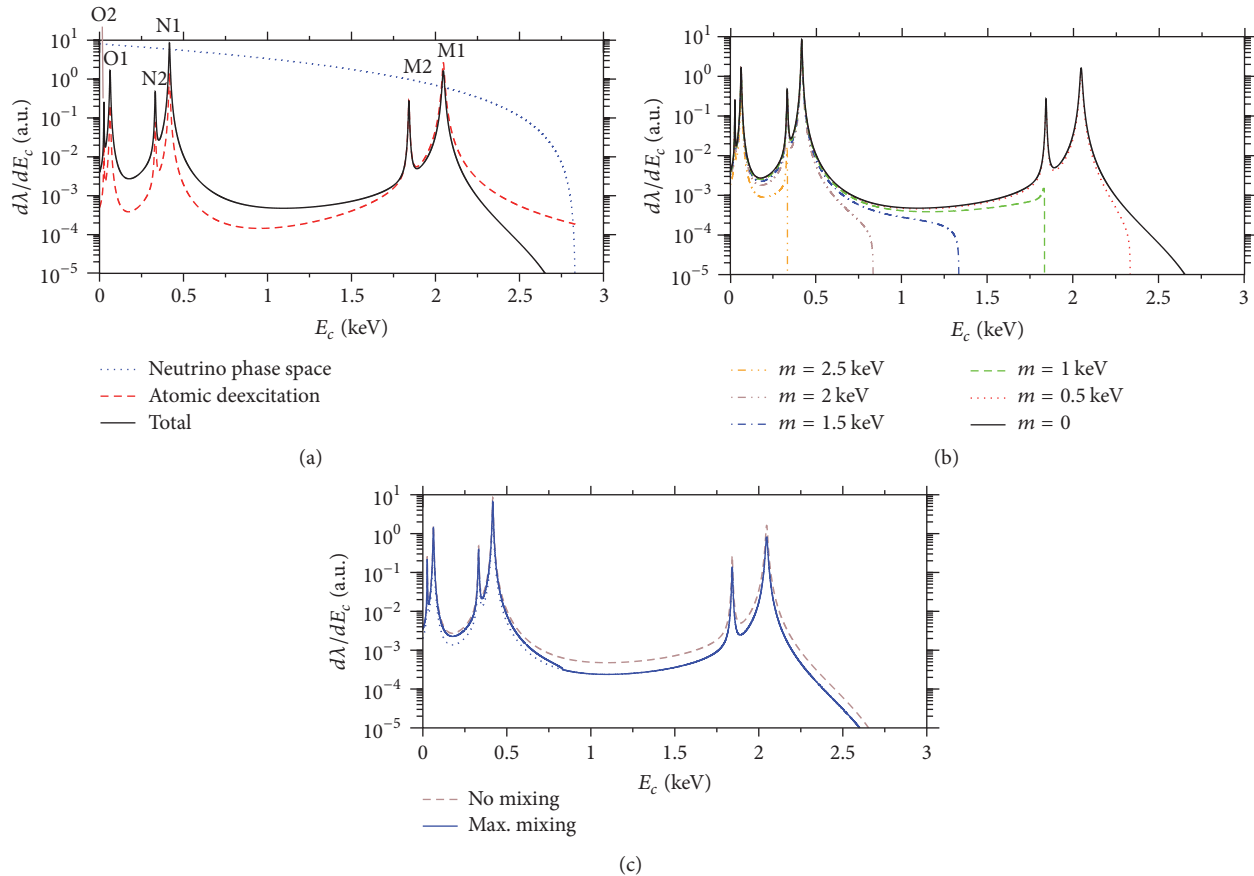 O2
N1
O1
N2
M2
M1
10^1
10^0
10^−1
10^−2
10^−3
10^−4
10^−5
dλ/dE_c (a.u.)
0 0.5 1 1.5 2 2.5 3
E_c (keV)
Neutrino phase space
Atomic deexcitation
Total
(a)
10^1
10^0
10^−1
10^−2
10^−3
10^−4
10^−5
dλ/dE_c (a.u.)
0 0.5 1 1.5 2 2.5 3
E_c (keV)
m = 2.5 keV
m = 2 keV
m = 1.5 keV
m = 1 keV
m = 0.5 keV
m = 0
(b)
10^1
10^0
10^−1
10^−2
10^−3
10^−4
10^−5
dλ/dE_c (a.u.)
0 0.5 1 1.5 2 2.5 3
E_c (keV)
No mixing
Max. mixing
(c)